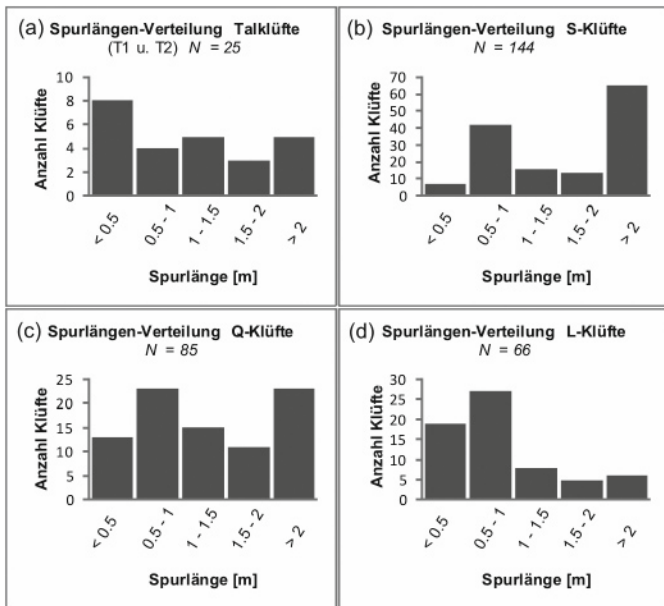 (a) Spurlängen-Verteilung Talklüfte
(T1 u. T2) N = 25
Anzahl Klüfte
10
8
6
4
2
0
< 0.5
0.5 - 1
1 - 1.5
1.5 - 2
> 2
Spurlänge [m]
(b) Spurlängen-Verteilung S-Klüfte
N = 144
Anzahl Klüfte
70
60
50
40
30
20
10
0
< 0.5
0.5 - 1
1 - 1.5
1.5 - 2
> 2
Spurlänge [m]
(c) Spurlängen-Verteilung Q-Klüfte
N = 85
Anzahl Klüfte
25
20
15
10
5
0
< 0.5
0.5 - 1
1 - 1.5
1.5 - 2
> 2
Spurlänge [m]
(d) Spurlängen-Verteilung L-Klüfte
N = 66
Anzahl Klüfte
30
25
20
15
10
5
0
< 0.5
0.5 - 1
1 - 1.5
1.5 - 2
> 2
Spurlänge [m]